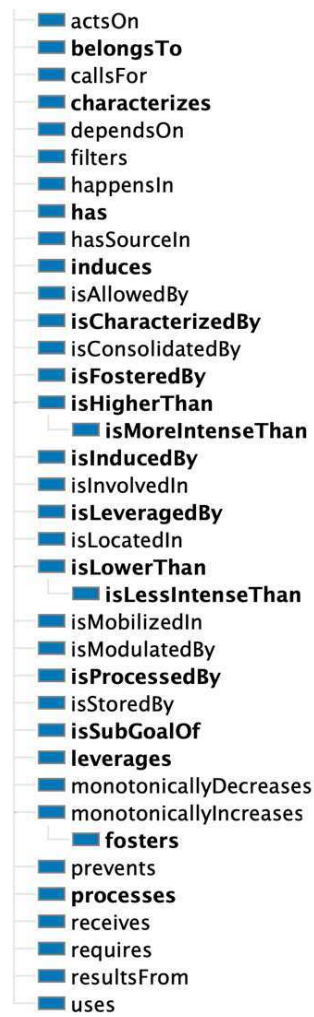 actsOn
belongsTo
callsFor
characterizes
dependsOn
filters
happensIn
has
hasSourceIn
induces
isAllowedBy
isCharacterizedBy
isConsolidatedBy
isFosteredBy
isHigherThan
isMoreIntenseThan
isInducedBy
isInvolvedIn
isLeveragedBy
isLocatedIn
isLowerThan
isLessIntenseThan
isMobilizedIn
isModulatedBy
isProcessedBy
isStoredBy
isSubGoalOf
leverages
monotonicallyDecreases
monotonicallyIncreases
fosters
prevents
processes
receives
requires
resultsFrom
uses